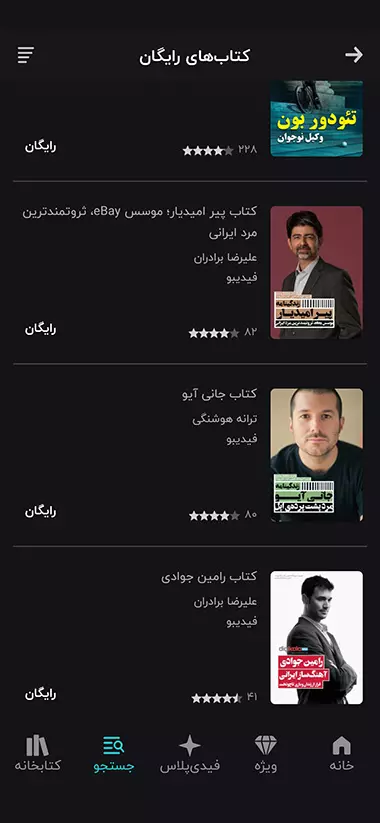 کتاب‌های رایگان
تئودور بون
وکیل نوجوان
۲۲۸
رایگان
کتاب پیر امیدیار؛ موسس eBay، ثروتمندترین
مرد ایرانی
علیرضا برادران
فیدیبو
زندگینامه
پیر امیدیار
۸۲
رایگان
کتاب جانی آیو
ترانه هوشنگی
فیدیبو
زندگینامه
جانی آیو
مرد پشت پرده‌ی اپل
۸۰
رایگان
کتاب رامین جوادی
علیرضا برادران
فیدیبو
رامین جوادی
آهنگ‌ساز ایرانی
۴۱
رایگان
خانه
ویژه
فیدی‌پلاس
جستجو
کتابخانه